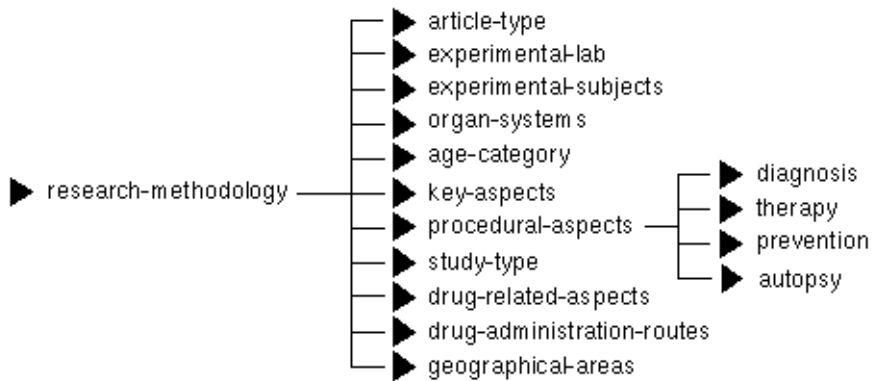 article-type
experimental-lab
experimental-subjects
organ-systems
age-category
research-methodology
key-aspects
procedural-aspects
study-type
drug-related-aspects
drug-administration-routes
geographical-areas
diagnosis
therapy
prevention
autopsy